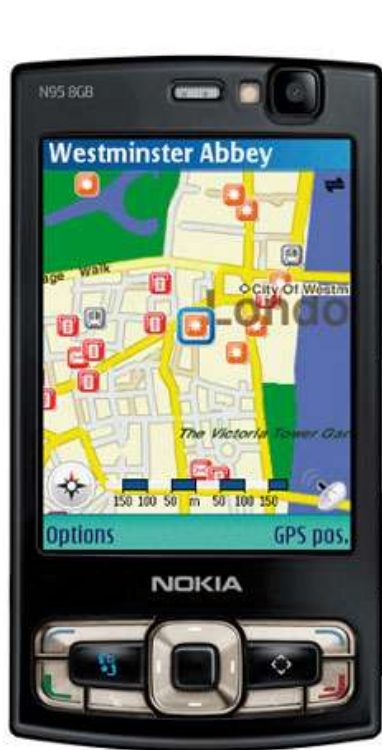 N95 8GB
Westminster Abbey
age Walk
City Of Westm
Londo
The Victoria Tower Gar
150 100 50 m 50 100 150
Options GPS pos.
NOKIA